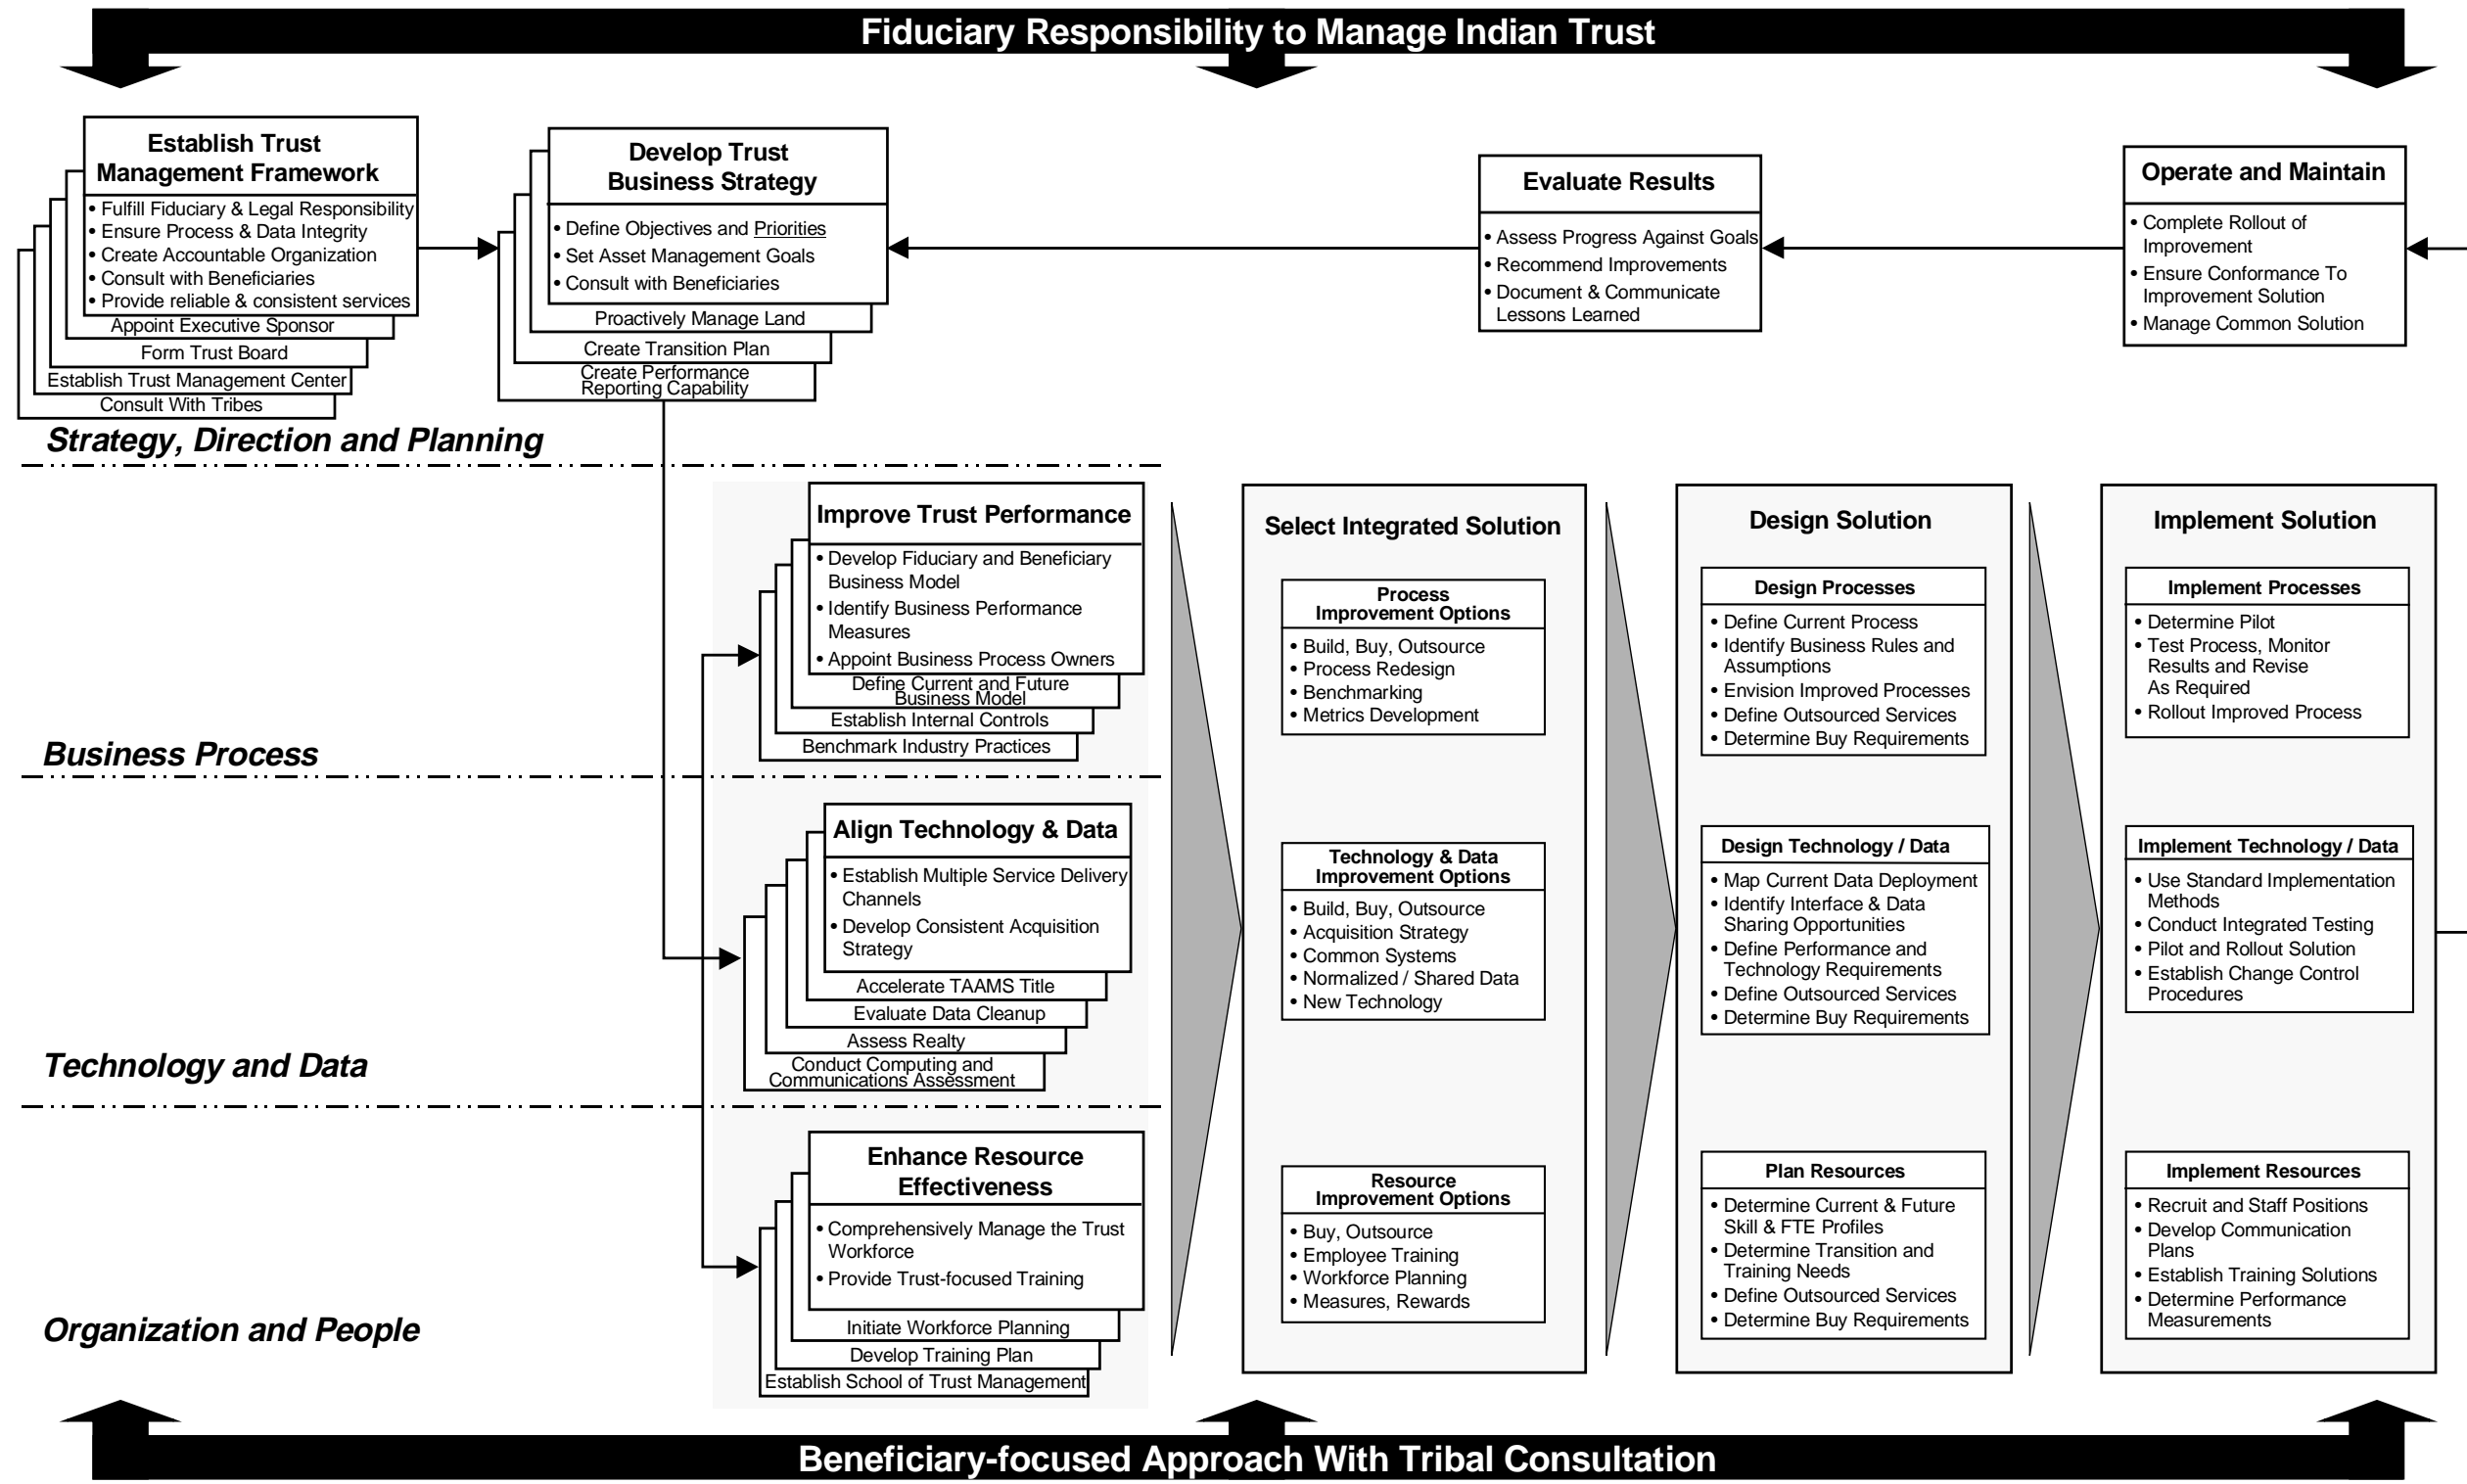 Fiduciary Responsibility to Manage Indian Trust
Establish Trust
Management Framework
• Fulfill Fiduciary & Legal Responsibility
• Ensure Process & Data Integrity
• Create Accountable Organization
• Consult with Beneficiaries
• Provide reliable & consistent services
Appoint Executive Sponsor
Form Trust Board
Establish Trust Management Center
Consult With Tribes
Develop Trust
Business Strategy
• Define Objectives and Priorities
• Set Asset Management Goals
• Consult with Beneficiaries
Proactively Manage Land
Create Transition Plan
Create Performance
Reporting Capability
Evaluate Results
• Assess Progress Against Goals
• Recommend Improvements
• Document & Communicate
Lessons Learned
Operate and Maintain
• Complete Rollout of
Improvement
• Ensure Conformance To
Improvement Solution
• Manage Common Solution
Strategy, Direction and Planning
Improve Trust Performance
• Develop Fiduciary and Beneficiary
Business Model
• Identify Business Performance
Measures
• Appoint Business Process Owners
Define Current and Future
Business Model
Establish Internal Controls
Benchmark Industry Practices
Business Process
Align Technology & Data
• Establish Multiple Service Delivery
Channels
• Develop Consistent Acquisition
Strategy
Accelerate TAAMS Title
Evaluate Data Cleanup
Assess Realty
Conduct Computing and
Communications Assessment
Technology and Data
Enhance Resource
Effectiveness
• Comprehensively Manage the Trust
Workforce
• Provide Trust-focused Training
Initiate Workforce Planning
Develop Training Plan
Establish School of Trust Management
Organization and People
Select Integrated Solution
Process
Improvement Options
• Build, Buy, Outsource
• Process Redesign
• Benchmarking
• Metrics Development
Technology & Data
Improvement Options
• Build, Buy, Outsource
• Acquisition Strategy
• Common Systems
• Normalized / Shared Data
• New Technology
Resource
Improvement Options
• Buy, Outsource
• Employee Training
• Workforce Planning
• Measures, Rewards
Design Solution
Design Processes
• Define Current Process
• Identify Business Rules and
Assumptions
• Envision Improved Processes
• Define Outsourced Services
• Determine Buy Requirements
Design Technology / Data
• Map Current Data Deployment
• Identify Interface & Data
Sharing Opportunities
• Define Performance and
Technology Requirements
• Define Outsourced Services
• Determine Buy Requirements
Plan Resources
• Determine Current & Future
Skill & FTE Profiles
• Determine Transition and
Training Needs
• Define Outsourced Services
• Determine Buy Requirements
Implement Solution
Implement Processes
• Determine Pilot
• Test Process, Monitor
Results and Revise
As Required
• Rollout Improved Process
Implement Technology / Data
• Use Standard Implementation
Methods
• Conduct Integrated Testing
• Pilot and Rollout Solution
• Establish Change Control
Procedures
Implement Resources
• Recruit and Staff Positions
• Develop Communication
Plans
• Establish Training Solutions
• Determine Performance
Measurements
Beneficiary-focused Approach With Tribal Consultation